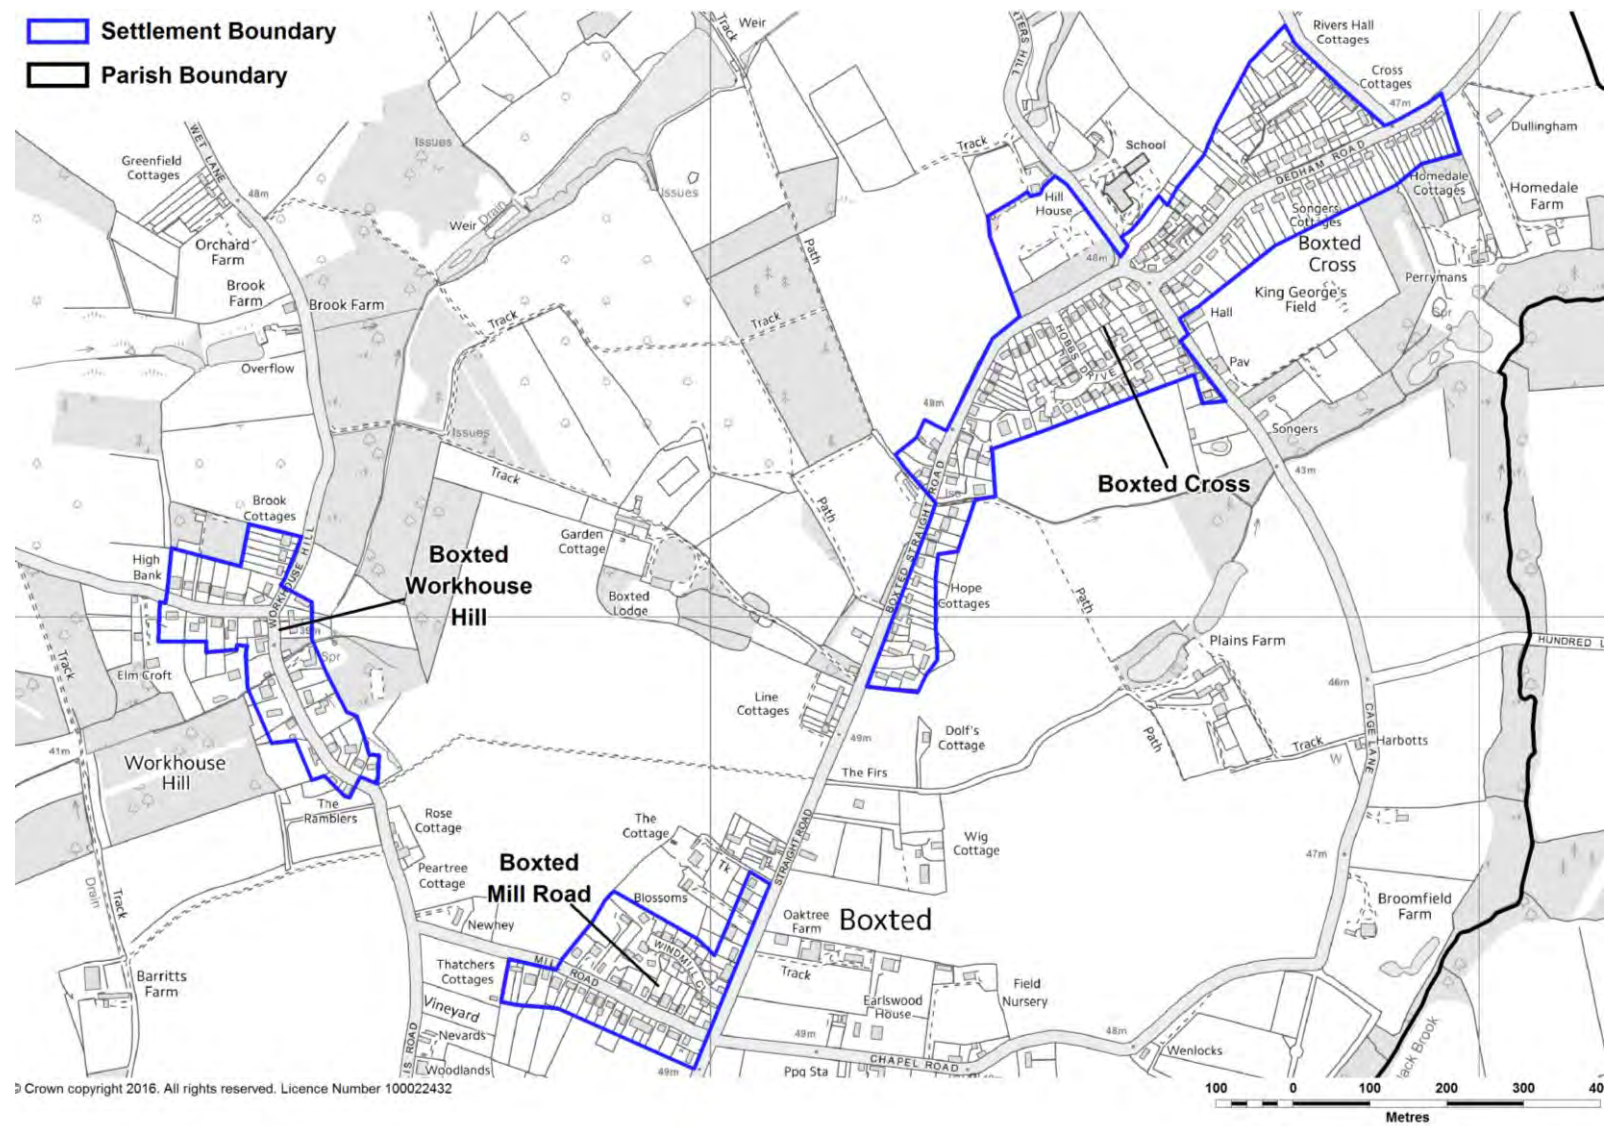 Settlement Boundary
Parish Boundary
Weir
Track
Rivers Hall
Cottages
Cross
Cottages
47m
Dullingham
WET LANE
Greenfield
Cottages
48m
Issues
Issues
Track
School
Hill
House
DEDHAM ROAD
Homedale
Cottages
Homedale
Farm
Songers
Cottages
Weir
Drain
Orchard
Farm
Brook
Farm
Brook Farm
Path
48m
Boxted
Cross
King George's
Field
Perrymans
Spr
Hall
Track
Track
HOBBS DRIVE
Pav
Overflow
Issues
49m
Songers
43m
Track
Path
Boxted Cross
Iss
BOXTED STRAIGHT ROAD
Brook
Cottages
WORKHOUSE HILL
High
Bank
Boxted
Workhouse
Hill
Garden
Cottage
Boxted
Lodge
Hope
Cottages
Path
Plains Farm
HUNDRED L
39m
Spr
Track
Elm Croft
46m
Line
Cottages
CAGE LANE
Path
Track
W
Harbotts
49m
Dolf's
Cottage
41m
Workhouse
Hill
The Firs
The
Ramblers
Rose
Cottage
The
Cottage
Tk
STRAIGHT ROAD
Wig
Cottage
47m
Peartree
Cottage
Boxted
Mill Road
Blossoms
Drain
Track
Oaktree
Farm
Boxted
Broomfield
Farm
Newhey
WINDMILL CL
MILL ROAD
Thatchers
Cottages
Barritts
Farm
Track
Field
Nursery
Earlswood
House
Vineyard
Nevards
49m
48m
CHAPEL ROAD
Wenlocks
Woodlands
49m
Ppg Sta
Crown copyright 2016. All rights reserved. Licence Number 100022432
100 0 100 200 300
Metres